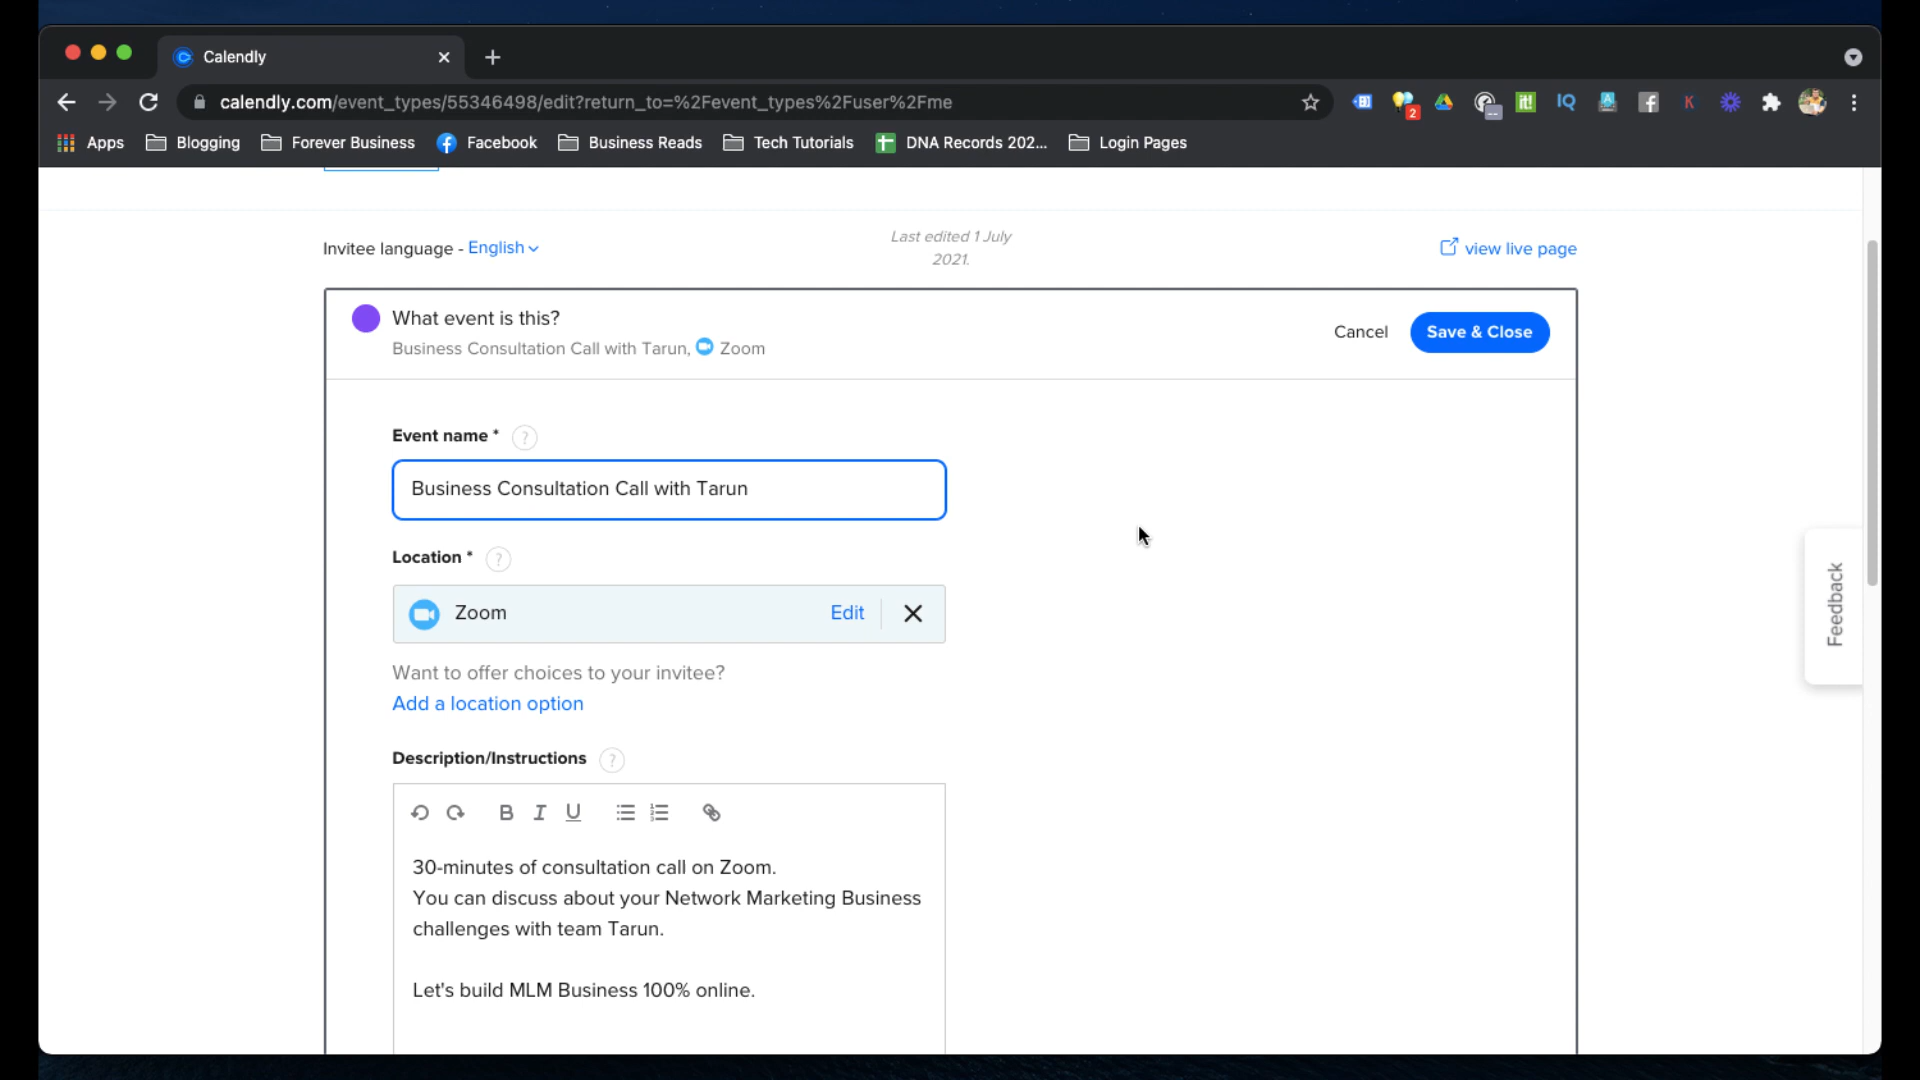 Calendly
calendly.com/event_types/55346498/edit?return_to=%2Fevent_types%2Fuser%2Fme
2
it!
IQ
K
Apps
Blogging
Forever Business
Facebook
Business Reads
Tech Tutorials
DNA Records 202...
Login Pages
Invitee language - English
Last edited 1 July
2021.
view live page
What event is this?
Business Consultation Call with Tarun, Zoom
Cancel
Save & Close
Event name * ?
Business Consultation Call with Tarun
Location * ?
Zoom
Edit
Want to offer choices to your invitee?
Add a location option
Description/Instructions ?
B I U
30-minutes of consultation call on Zoom.
You can discuss about your Network Marketing Business
challenges with team Tarun.
Let's build MLM Business 100% online.
Feedback